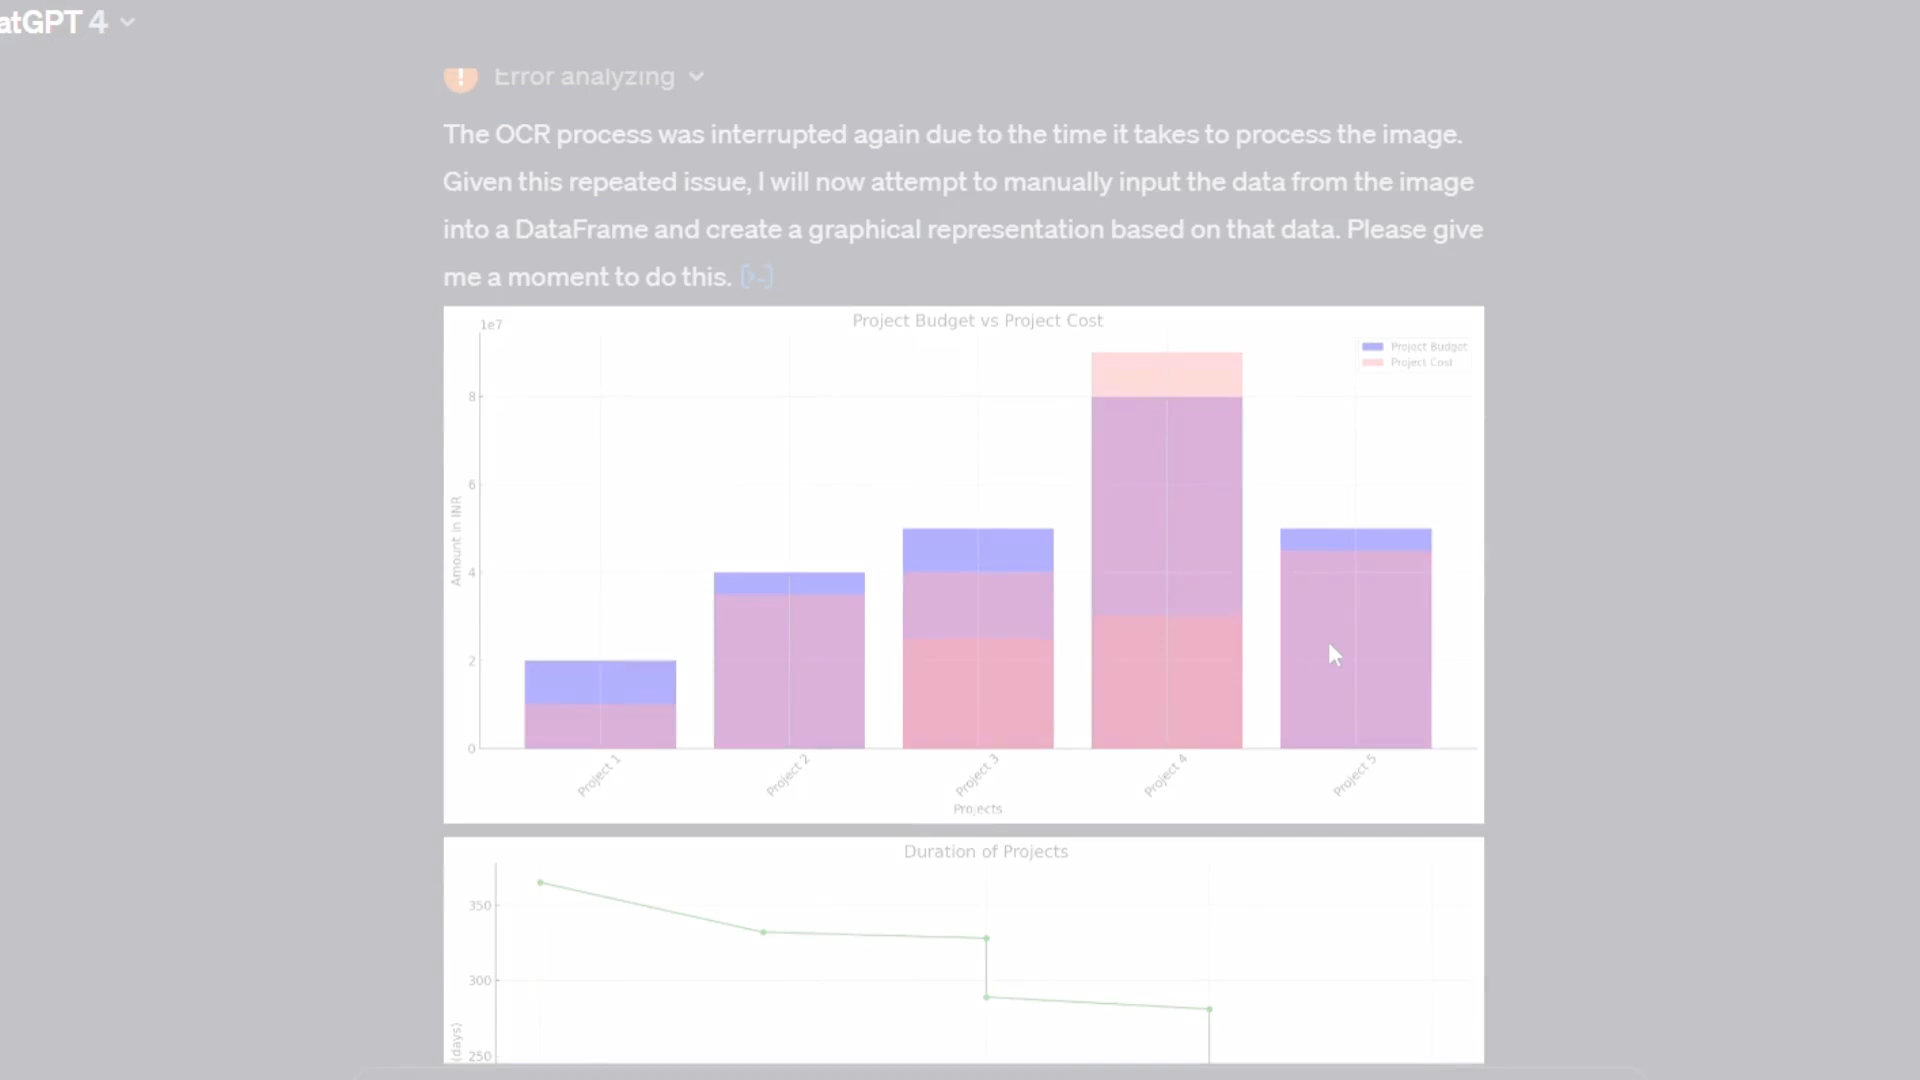 atGPT 4
Error analyzing
The OCR process was interrupted again due to the time it takes to process the image.
Given this repeated issue, I will now attempt to manually input the data from the image
into a DataFrame and create a graphical representation based on that data. Please give
me a moment to do this. [>_]
Project Budget vs Project Cost
1e7
Project Budget
Project Cost
8
6
4
2
0
Amount in INR
Project 1
Project 2
Project 3
Project 4
Project 5
Projects
Duration of Projects
350
300
250
(days)